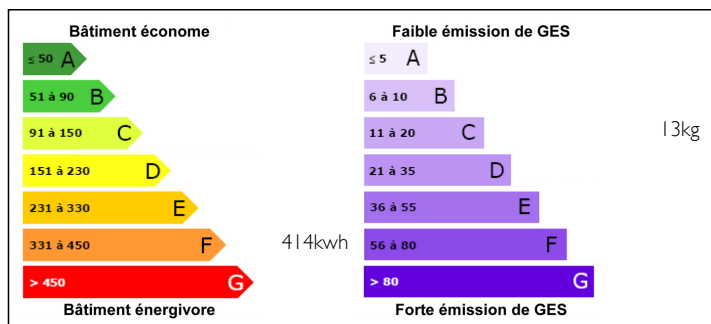 Bâtiment économe
≤ 50 A
51 à 90 B
91 à 150 C
151 à 230 D
231 à 330 E
331 à 450 F
414kwh
> 450 G
Bâtiment énergivore
Faible émission de GES
≤ 5 A
6 à 10 B
11 à 20 C
13kg
21 à 35 D
36 à 55 E
56 à 80 F
> 80 G
Forte émission de GES